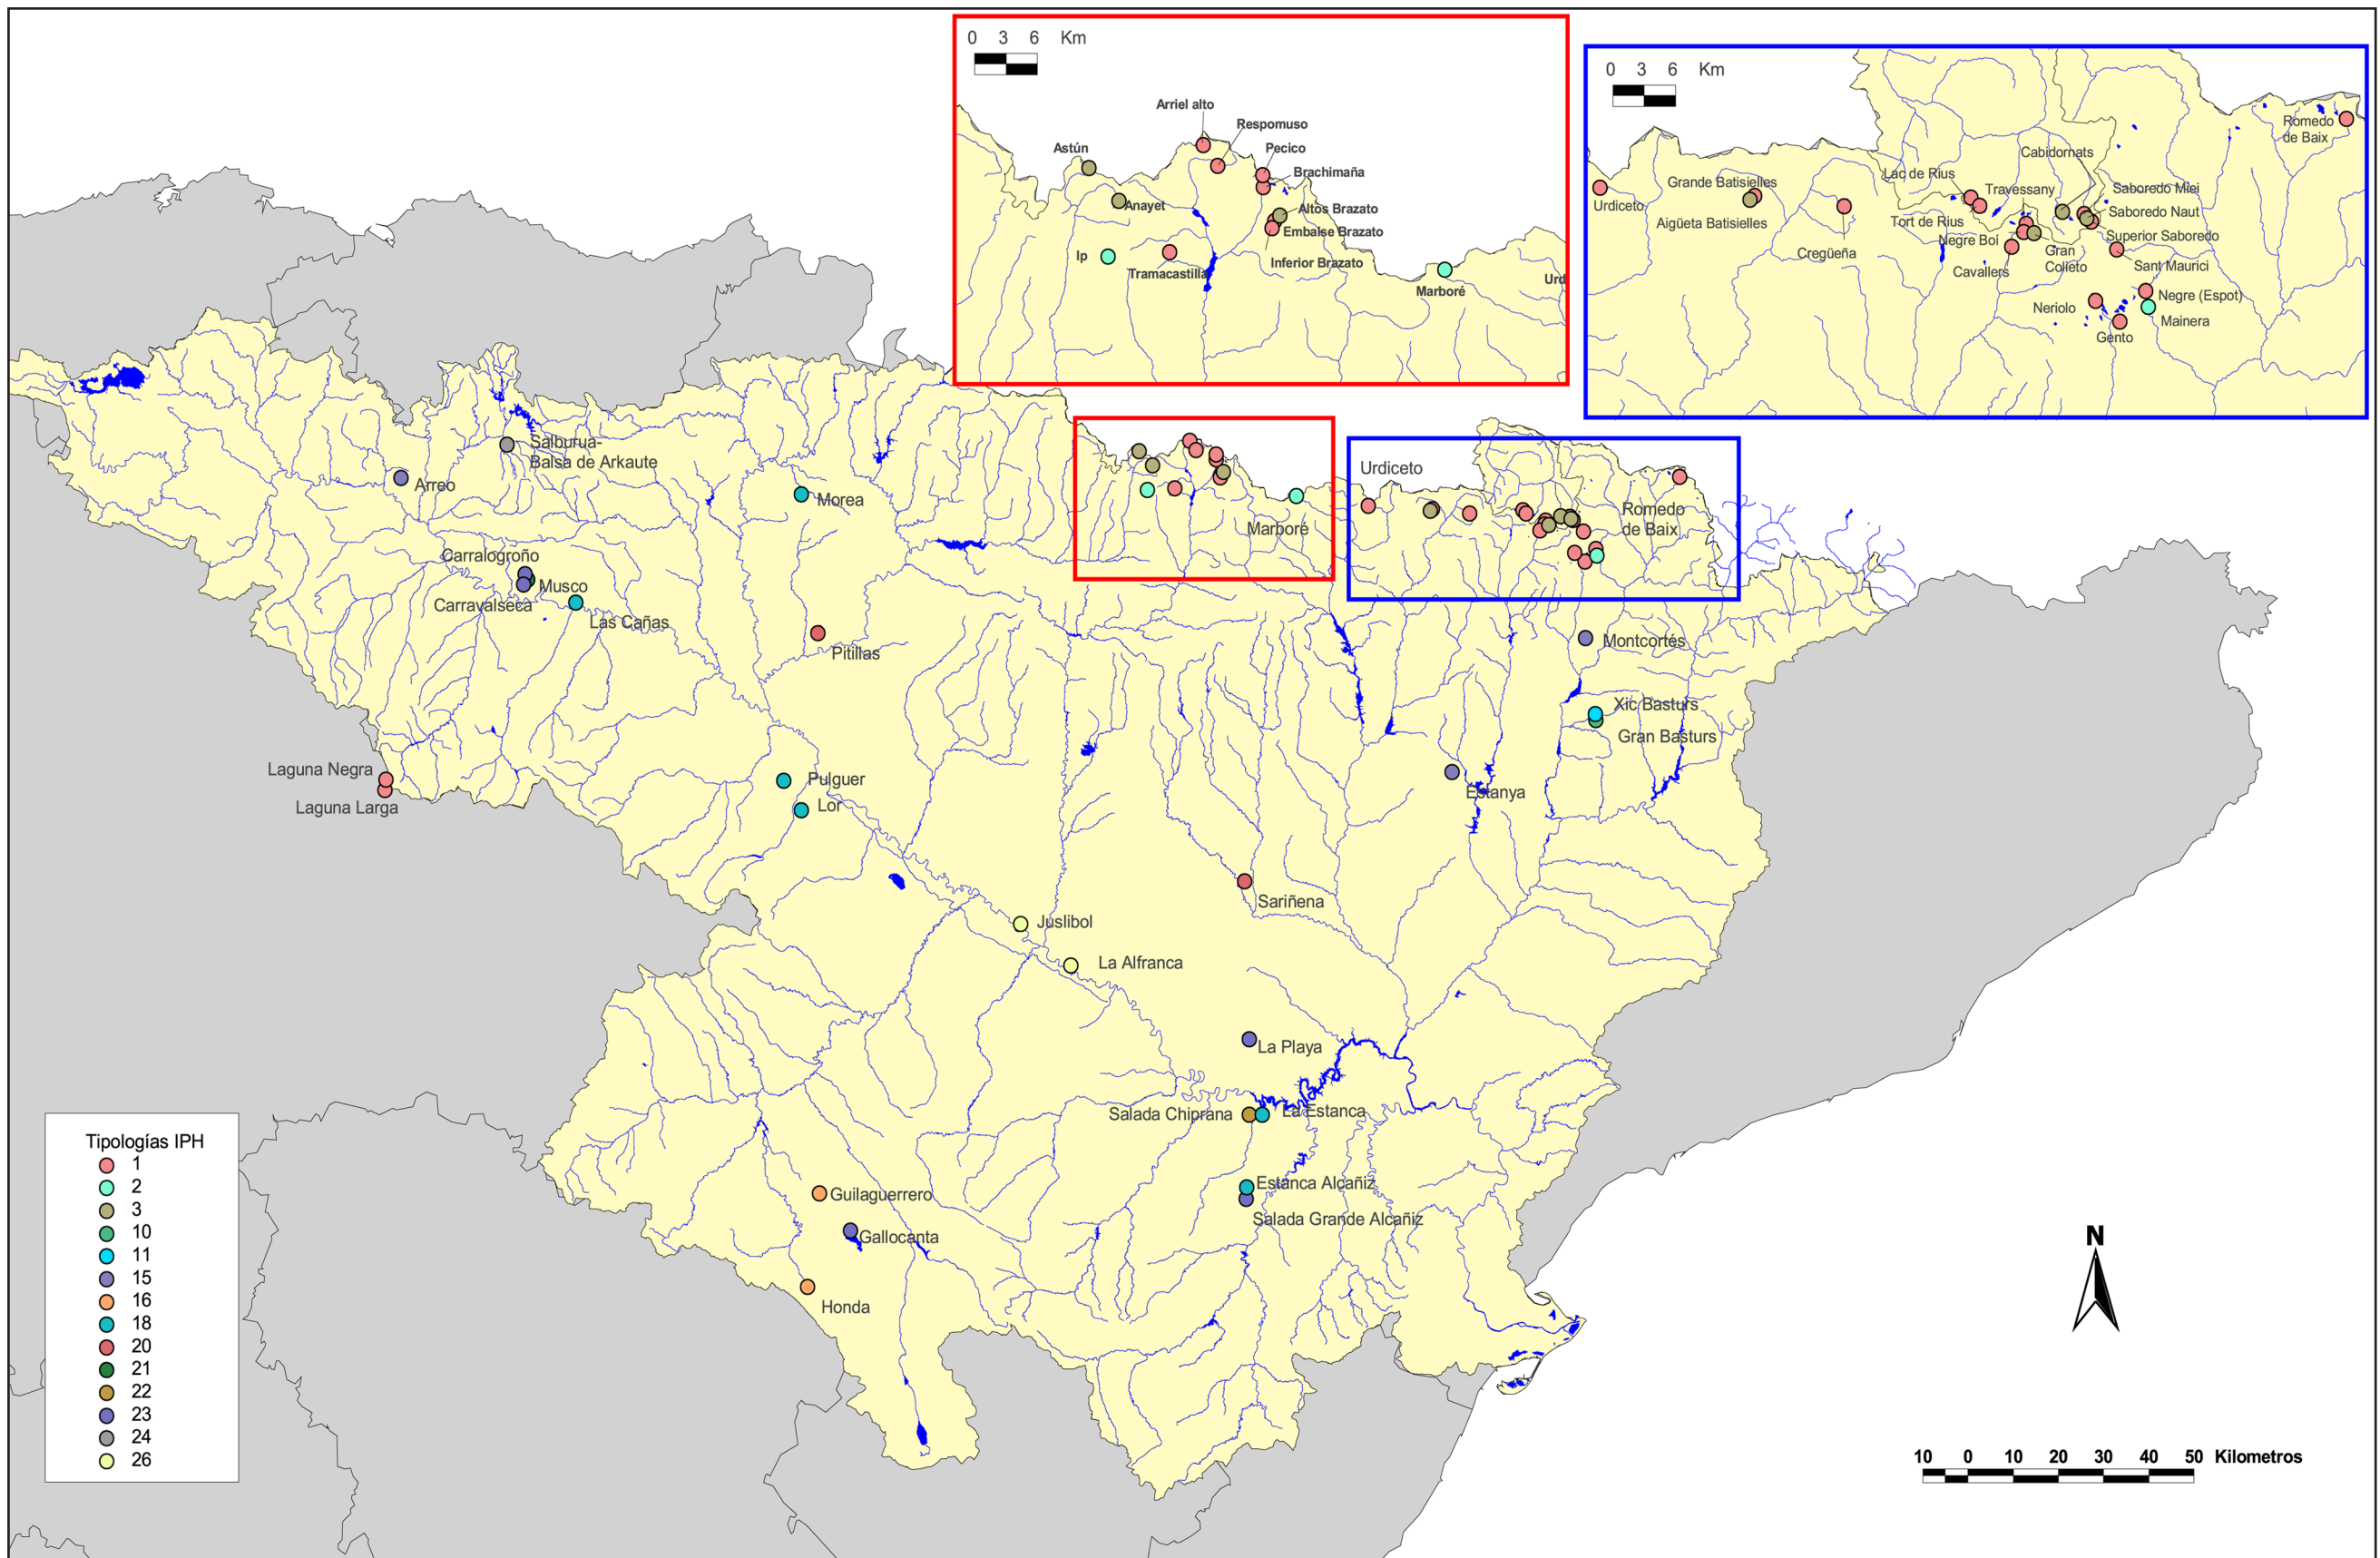 0 3 6 Km
Arriel alto
Respomuso
Astún
Pecico
Brachimaña
Anayet
Altos Brazato
Embalse Brazato
Ip
Tramacastilla
Inferior Brazato
Marboré
Urd
0 3 6 Km
Romedo
de Baix
Cabidornats
Lac de Rius
Grande Batisielles
Travessany
Saboredo Miei
Urdiceto
Saboredo Naut
Aigüeta Batisielles
Tort de Rius
Superior Saboredo
Negre Boí
Cregüeña
Gran
Colieto
Cavallers
Sant Maurici
Negre (Espot)
Neriolo
Mainera
Gento
Salburua-
Balsa de Arkaute
Arreo
Morea
Urdiceto
Romedo
de Baix
Marboré
Carralogroño
Musco
Carravalseca
Las Cañas
Pitillas
Montcortés
Xic Basturs
Gran Basturs
Laguna Negra
Laguna Larga
Pulguer
Lor
Estanya
Sariñena
Juslibol
La Alfranca
La Playa
Salada Chiprana
La Estanca
Estanca Alcañiz
Salada Grande Alcañiz
Guilaguerrero
Gallocanta
Honda
Tipologías IPH
1
2
3
10
11
15
16
18
20
21
22
23
24
26
N
10 0 10 20 30 40 50 Kilometros